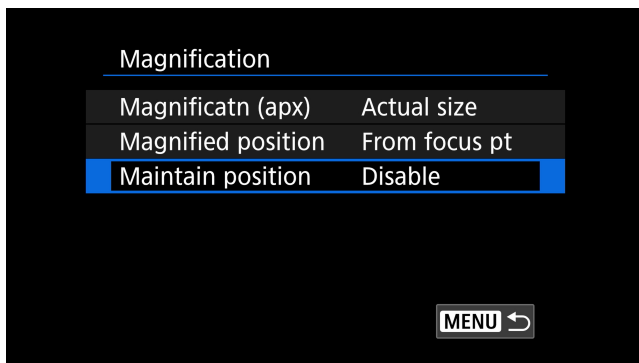 Magnification
Magnificatn (apx) Actual size
Magnified position From focus pt
Maintain position Disable
MENU